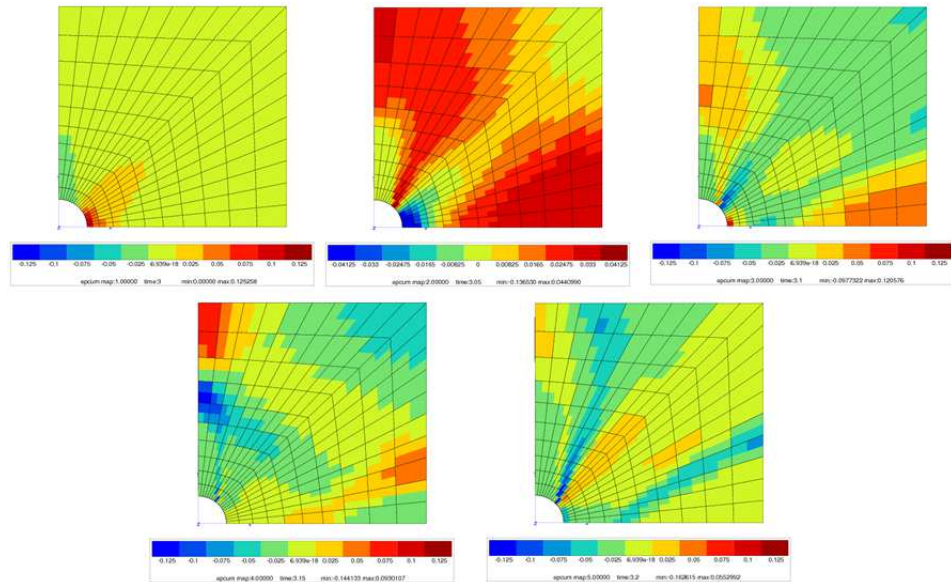 -0.125 -0.1 -0.075 -0.05 -0.025 6.939e-18 0.025 0.05 0.075 0.1 0.125
epcum map:1.00000 time:3 min:0.00000 max:0.129258
-0.04125 -0.033 -0.02475 -0.0165 -0.00825 0 0.00825 0.0165 0.02475 0.033 0.04125
epcum map:2.00000 time:3.05 min:-0.136530 max:0.0440990
-0.125 -0.1 -0.075 -0.05 -0.025 6.939e-18 0.025 0.05 0.075 0.1 0.125
epcum map:3.00000 time:3.1 min:-0.0977322 max:0.120576
-0.125 -0.1 -0.075 -0.05 -0.025 6.939e-18 0.025 0.05 0.075 0.1 0.125
epcum map:4.00000 time:3.15 min:-0.144133 max:0.0930107
-0.125 -0.1 -0.075 -0.05 -0.025 6.939e-18 0.025 0.05 0.075 0.1 0.125
epcum map:5.00000 time:3.2 min:-0.162615 max:0.0552992